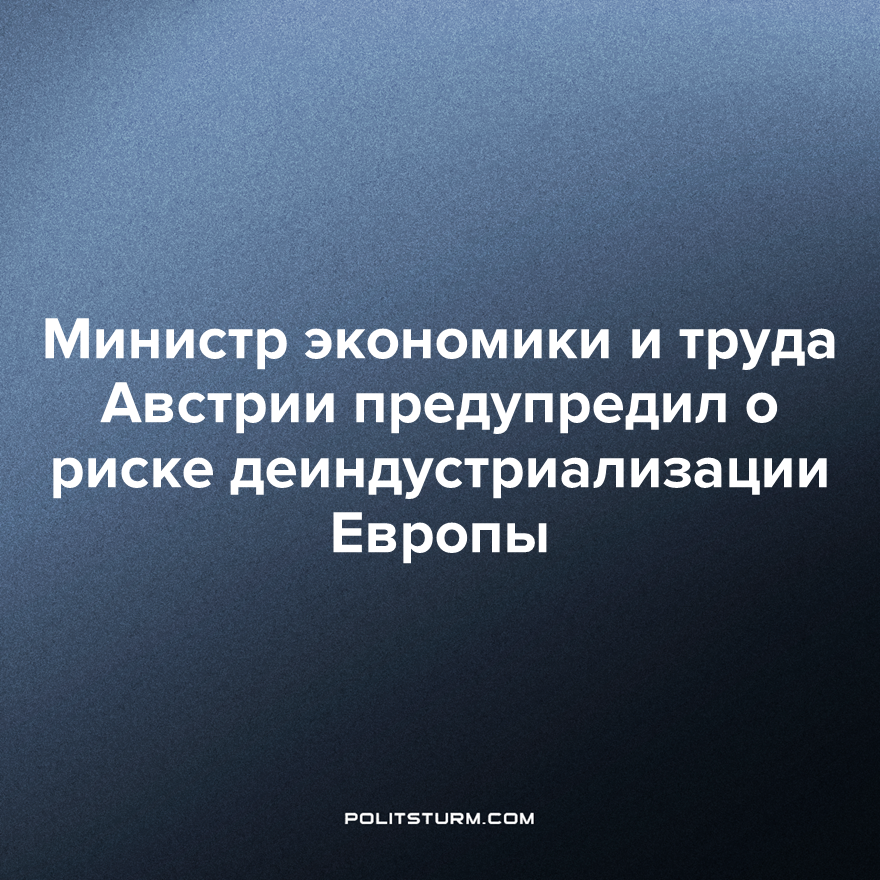 Министр экономики и труда
Австрии предупредил о
риске деиндустриализации
Европы
POLITSTURM.COM